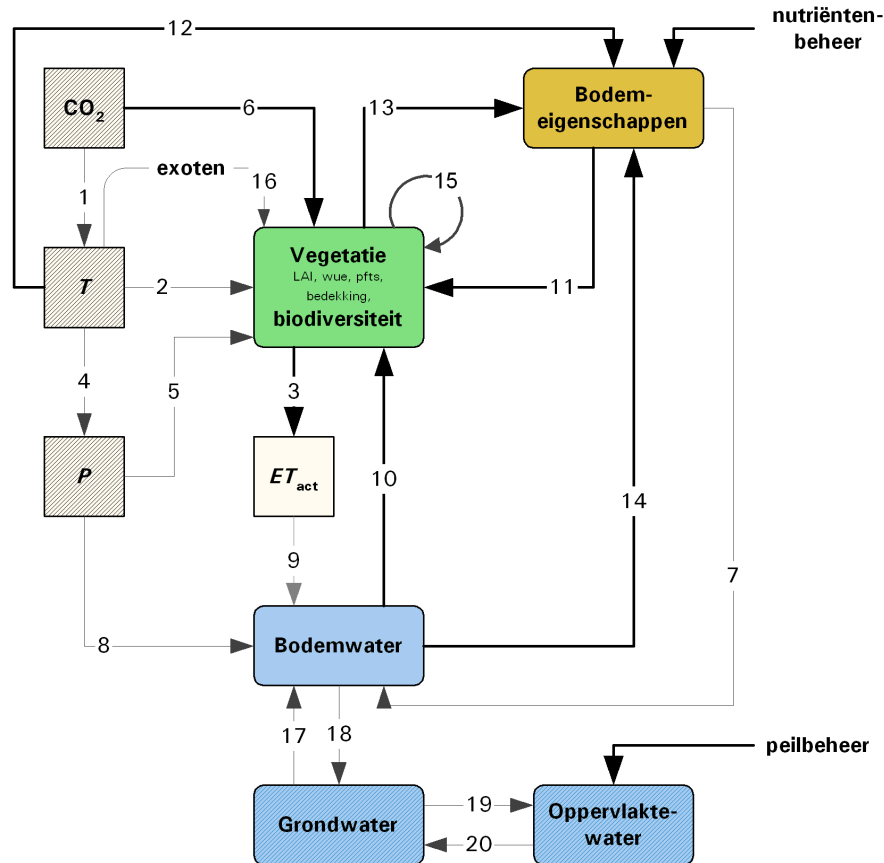 12
nutriënten-
beheer
CO2
6
13
Bodem-
eigenschappen
exoten
16
15
1
Vegetatie
LAI, wue, pfts,
bedekking,
biodiversiteit
T
2
11
4
5
3
P
ETact
10
14
9
7
8
Bodemwater
17
18
peilbeheer
Grondwater
19
20
Oppervlakte-
water